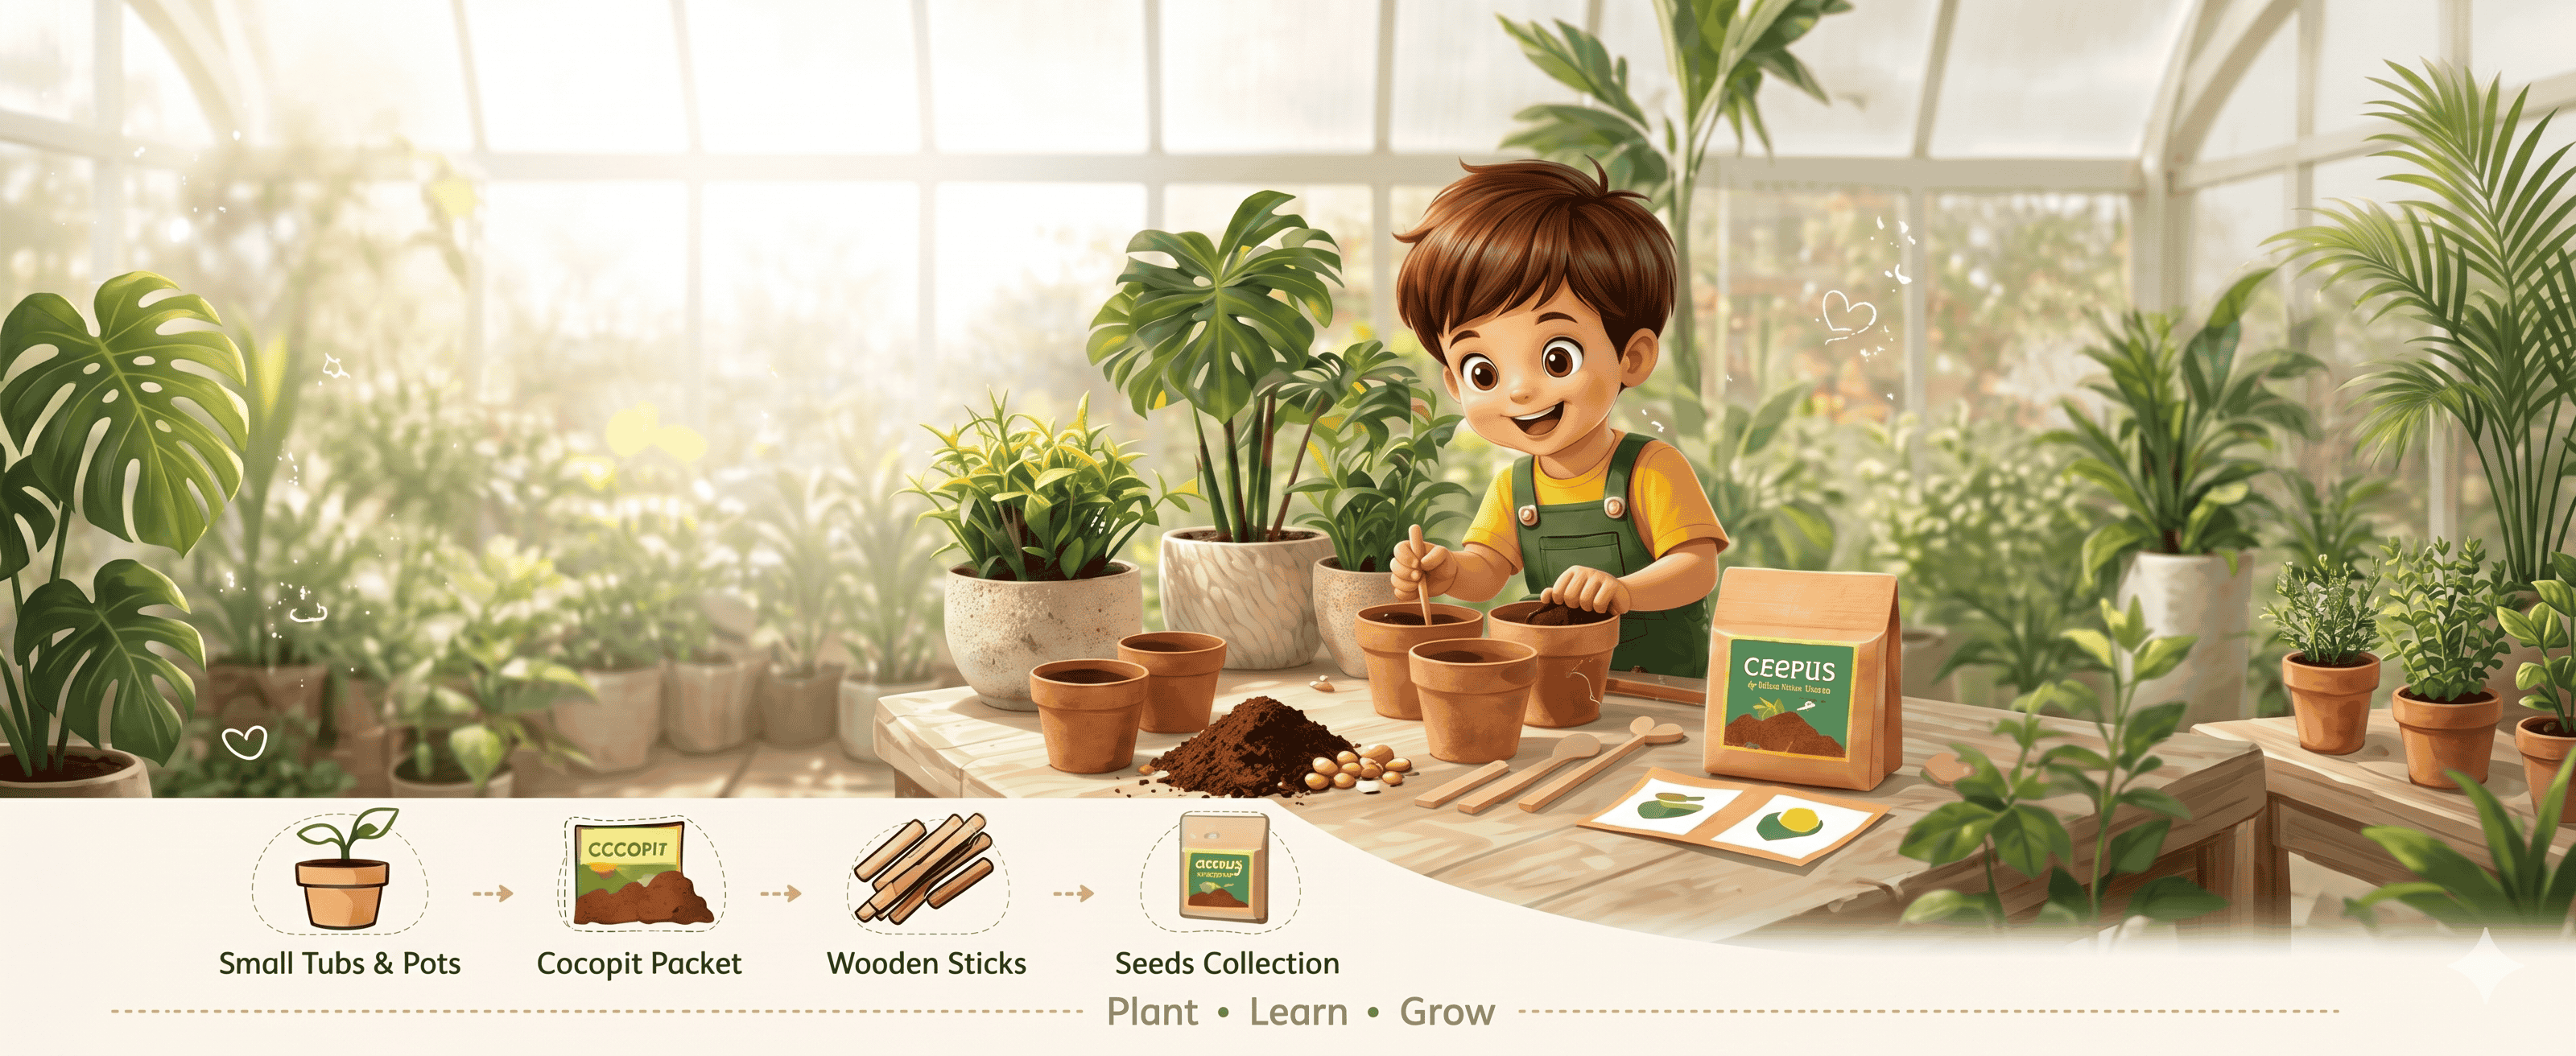 CEEPUS
CCCOPIT
Small Tubs & Pots
Cocopit Packet
Wooden Sticks
Seeds Collection
Plant • Learn • Grow